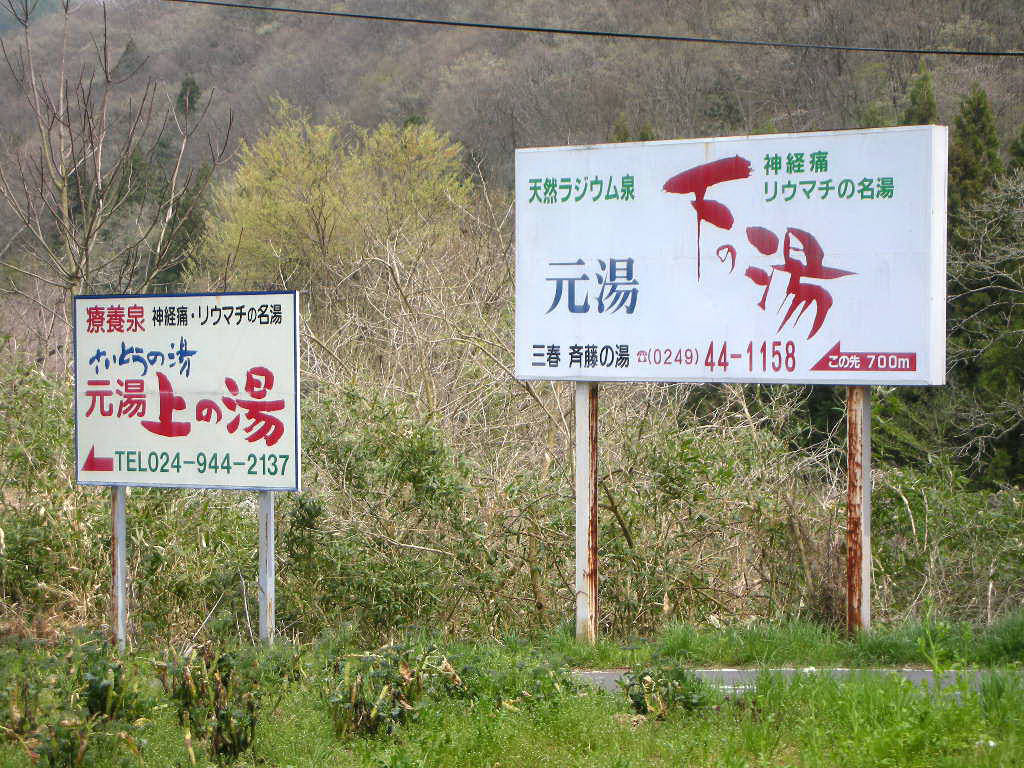 療養泉 神経痛・リウマチの名湯
さいとうの湯
元湯 上の湯
TEL024-944-2137
天然ラジウム泉
下の湯
神経痛
リウマチの名湯
元湯
三春 斉藤の湯 ☎(0249) 44-1158
この先 700m